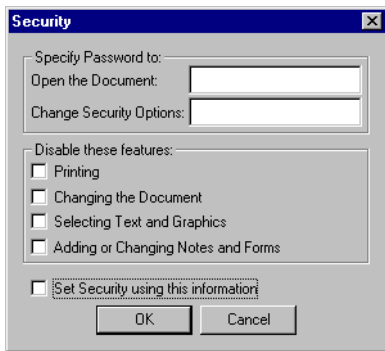 Security
Specify Password to:
Open the Document:
Change Security Options:
Disable these features:
Printing
Changing the Document
Selecting Text and Graphics
Adding or Changing Notes and Forms
Set Security using this information
OK Cancel